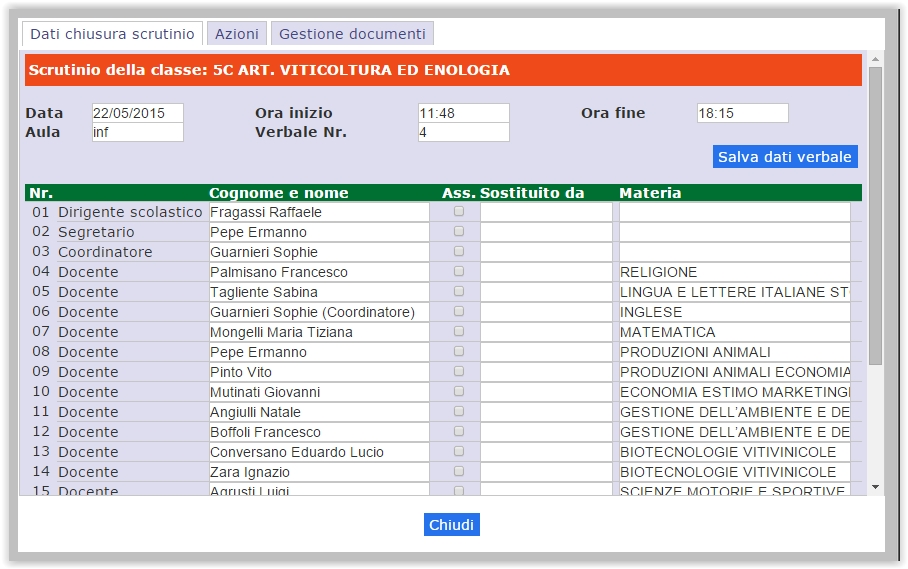 Dati chiusura scrutinio Azioni Gestione documenti
Scrutinio della classe: 5C ART. VITICOLTURA ED ENOLOGIA
Data 22/05/2015 Ora inizio 11:48 Ora fine 18:15
Aula inf Verbale Nr. 4
Salva dati verbale
Nr. Cognome e nome Ass. Sostituito da Materia
01 Dirigente scolastico Fragassi Raffaele
02 Segretario Pepe Ermanno
03 Coordinatore Guarnieri Sophie
04 Docente Palmisano Francesco RELIGIONE
05 Docente Tagliente Sabina LINGUA E LETTERE ITALIANE STO
06 Docente Guarnieri Sophie (Coordinatore) INGLESE
07 Docente Mongelli Maria Tiziana MATEMATICA
08 Docente Pepe Ermanno PRODUZIONI ANIMALI
09 Docente Pinto Vito PRODUZIONI ANIMALI ECONOMIA
10 Docente Mutinati Giovanni ECONOMIA ESTIMO MARKETING
11 Docente Angiulli Natale GESTIONE DELL'AMBIENTE E DE
12 Docente Boffoli Francesco GESTIONE DELL'AMBIENTE E DE
13 Docente Conversano Eduardo Lucio BIOTECNOLOGIE VITIVINICOLE
14 Docente Zara Ignazio BIOTECNOLOGIE VITIVINICOLE
15 Docente Agrusti Luigi SCIENZE MOTORIE E SPORTIVE
Chiudi